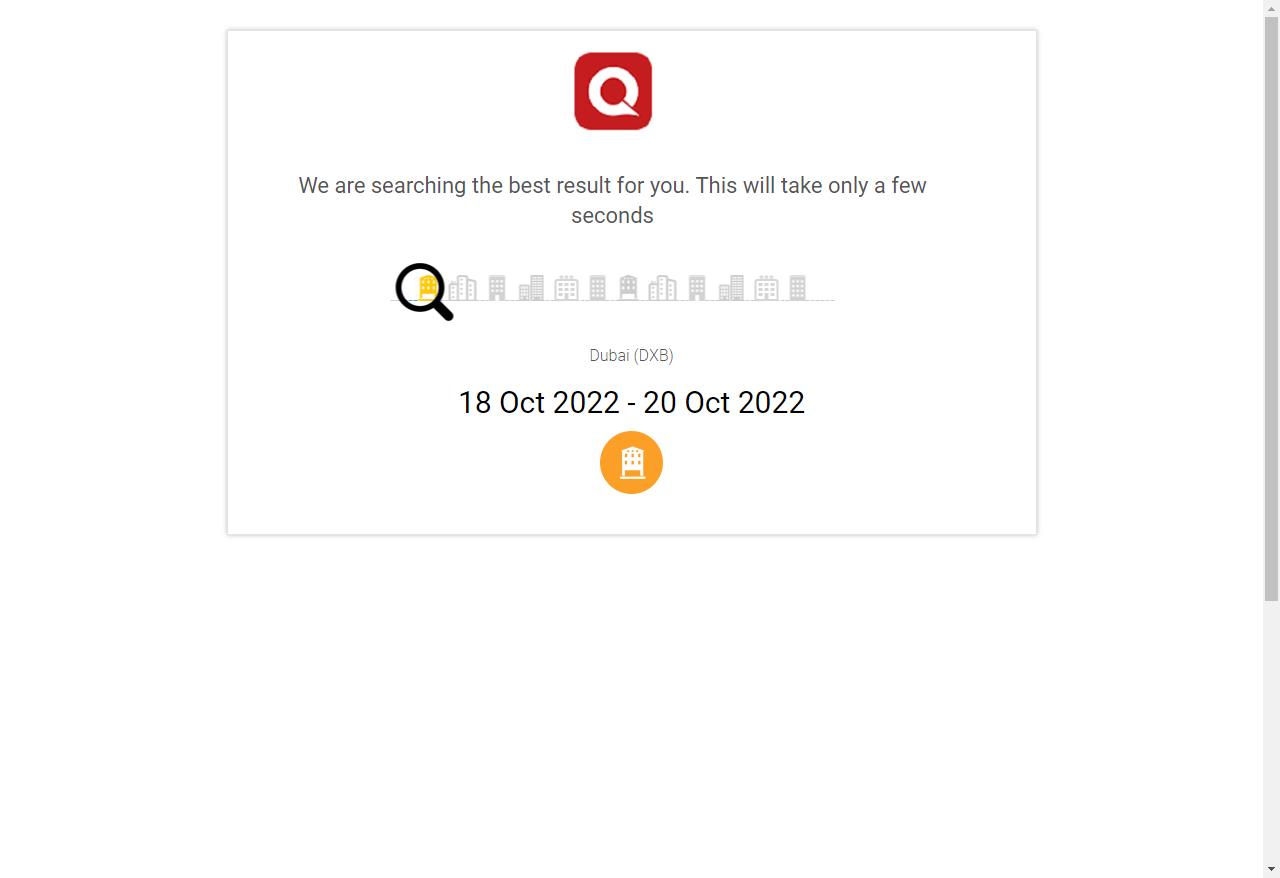 We are searching the best result for you. This will take only a few
seconds
Dubai (DXB)
18 Oct 2022 - 20 Oct 2022